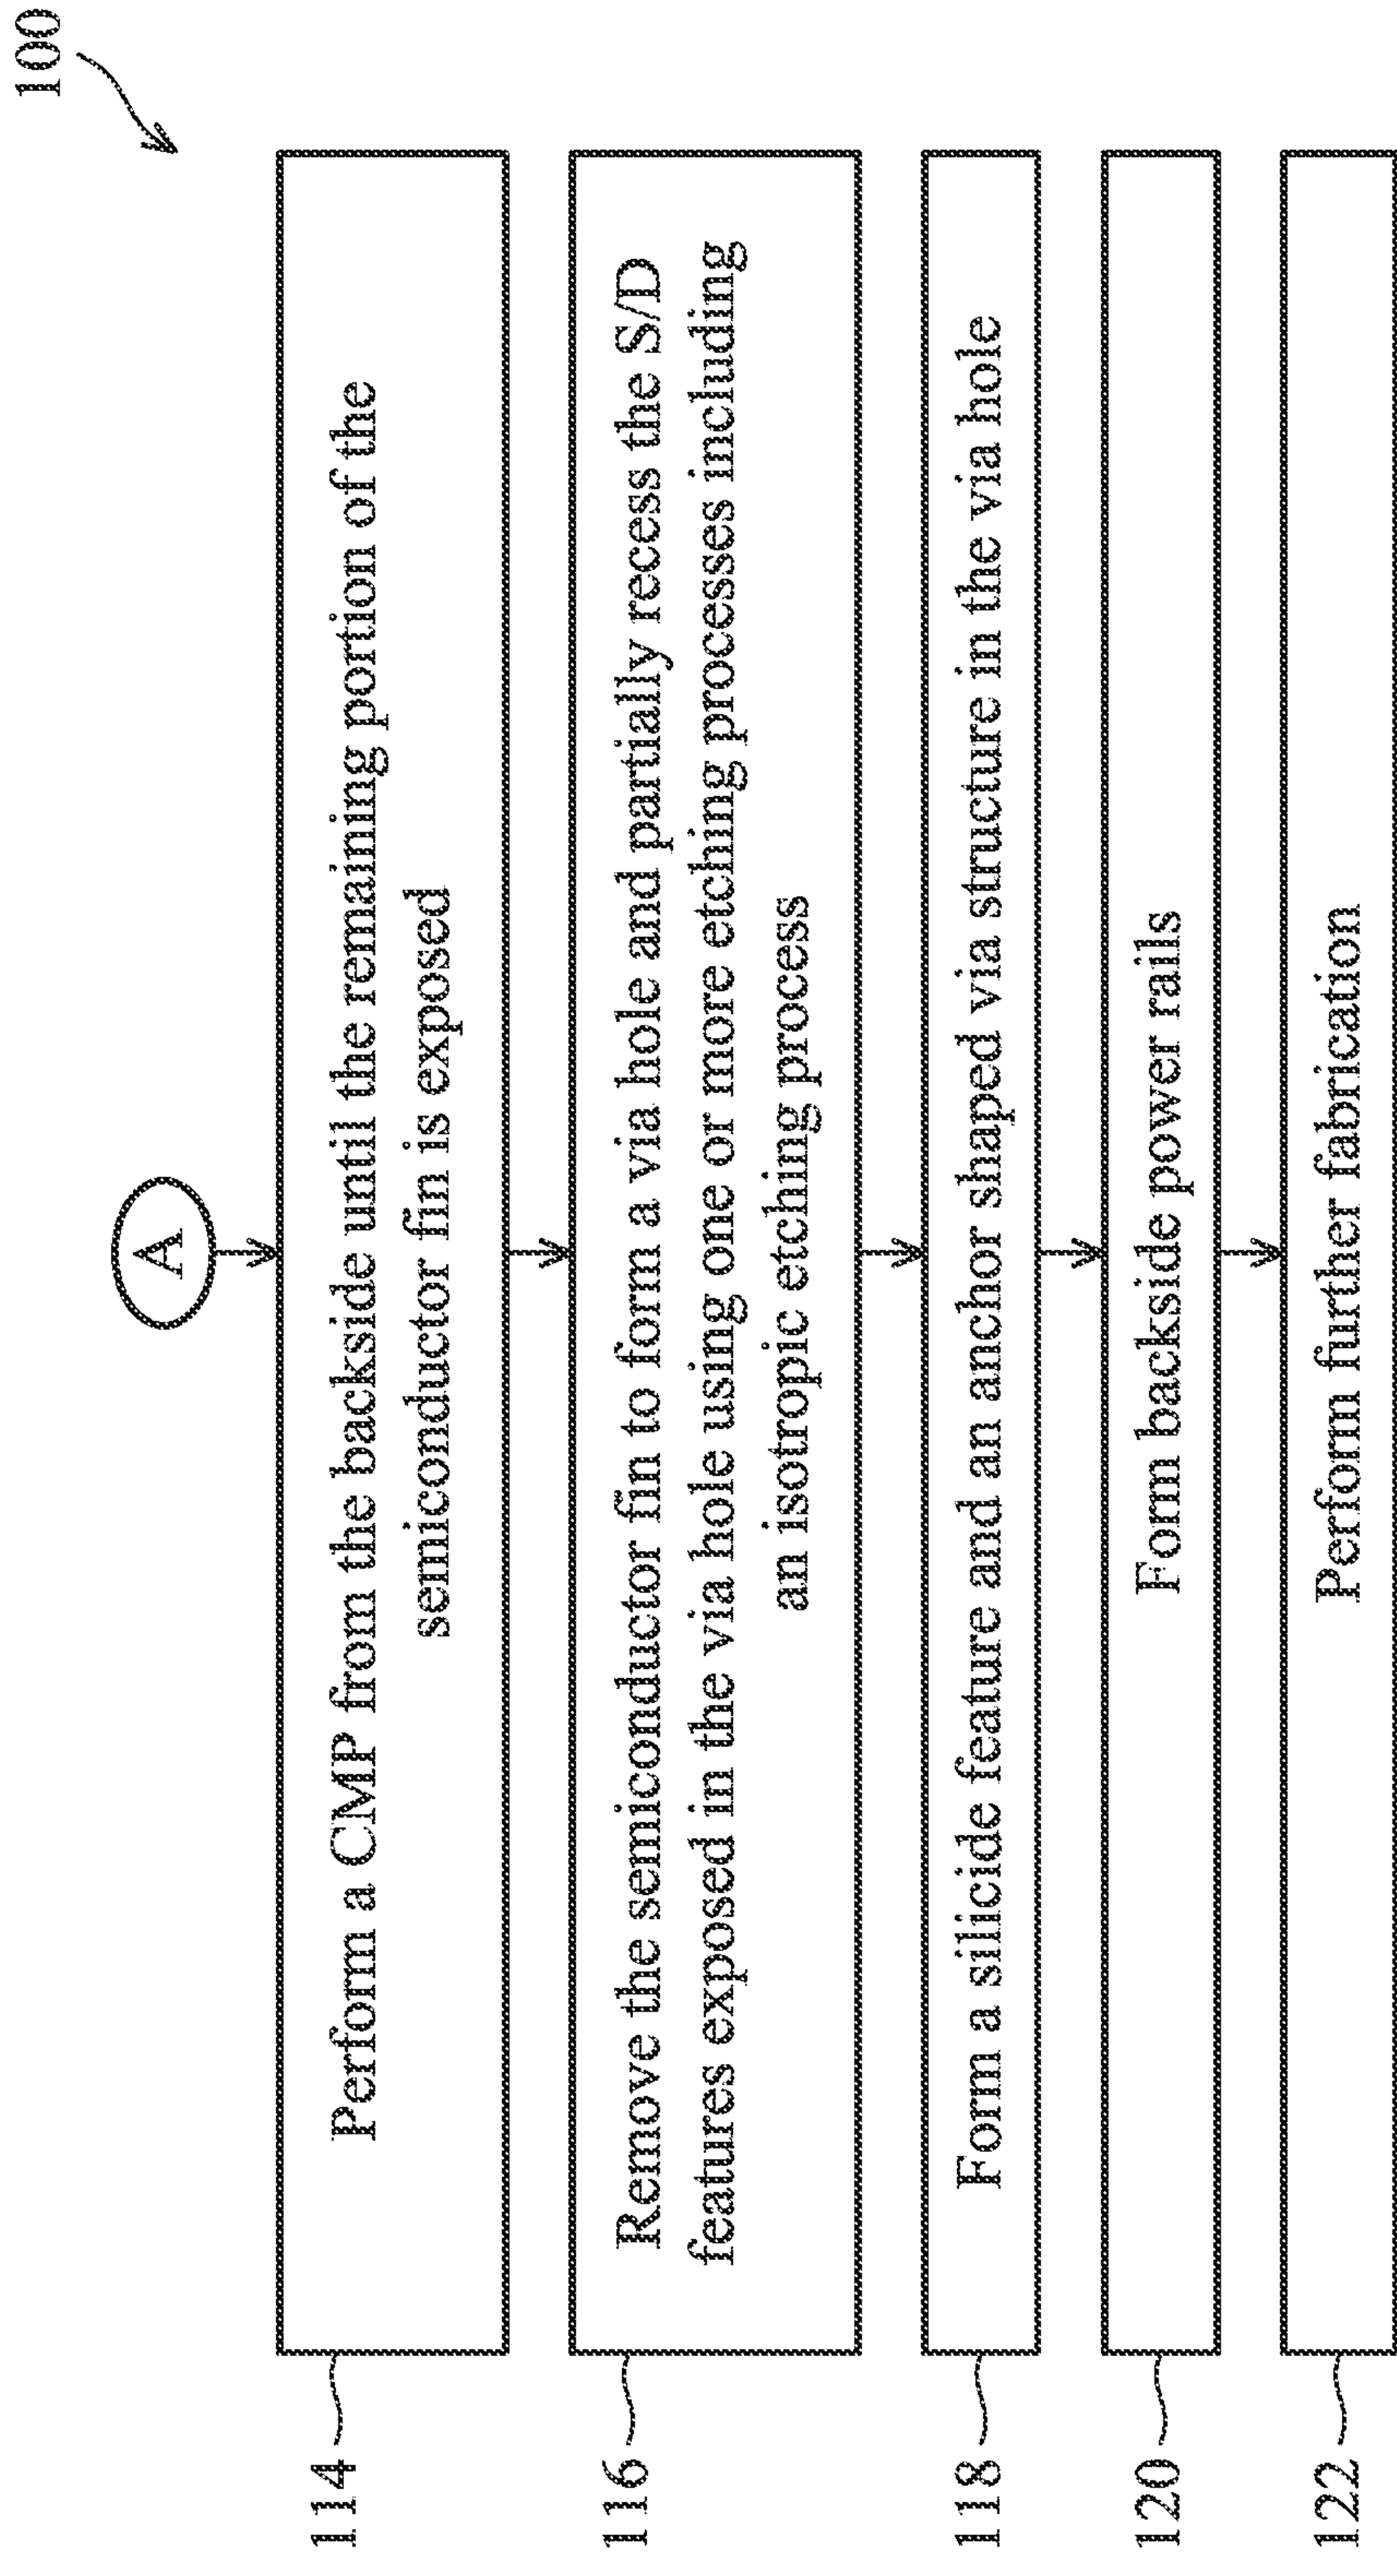 100
A
114
Perform a CMP from the backside until the remaining portion of the
semiconductor fin is exposed
116
Remove the semiconductor fin to form a via hole and partially recess the S/D
features exposed in the via hole using one or more etching processes including
an isotropic etching process
118
Form a silicide feature and an anchor shaped via structure in the via hole
120
Form backside power rails
122
Perform further fabrication